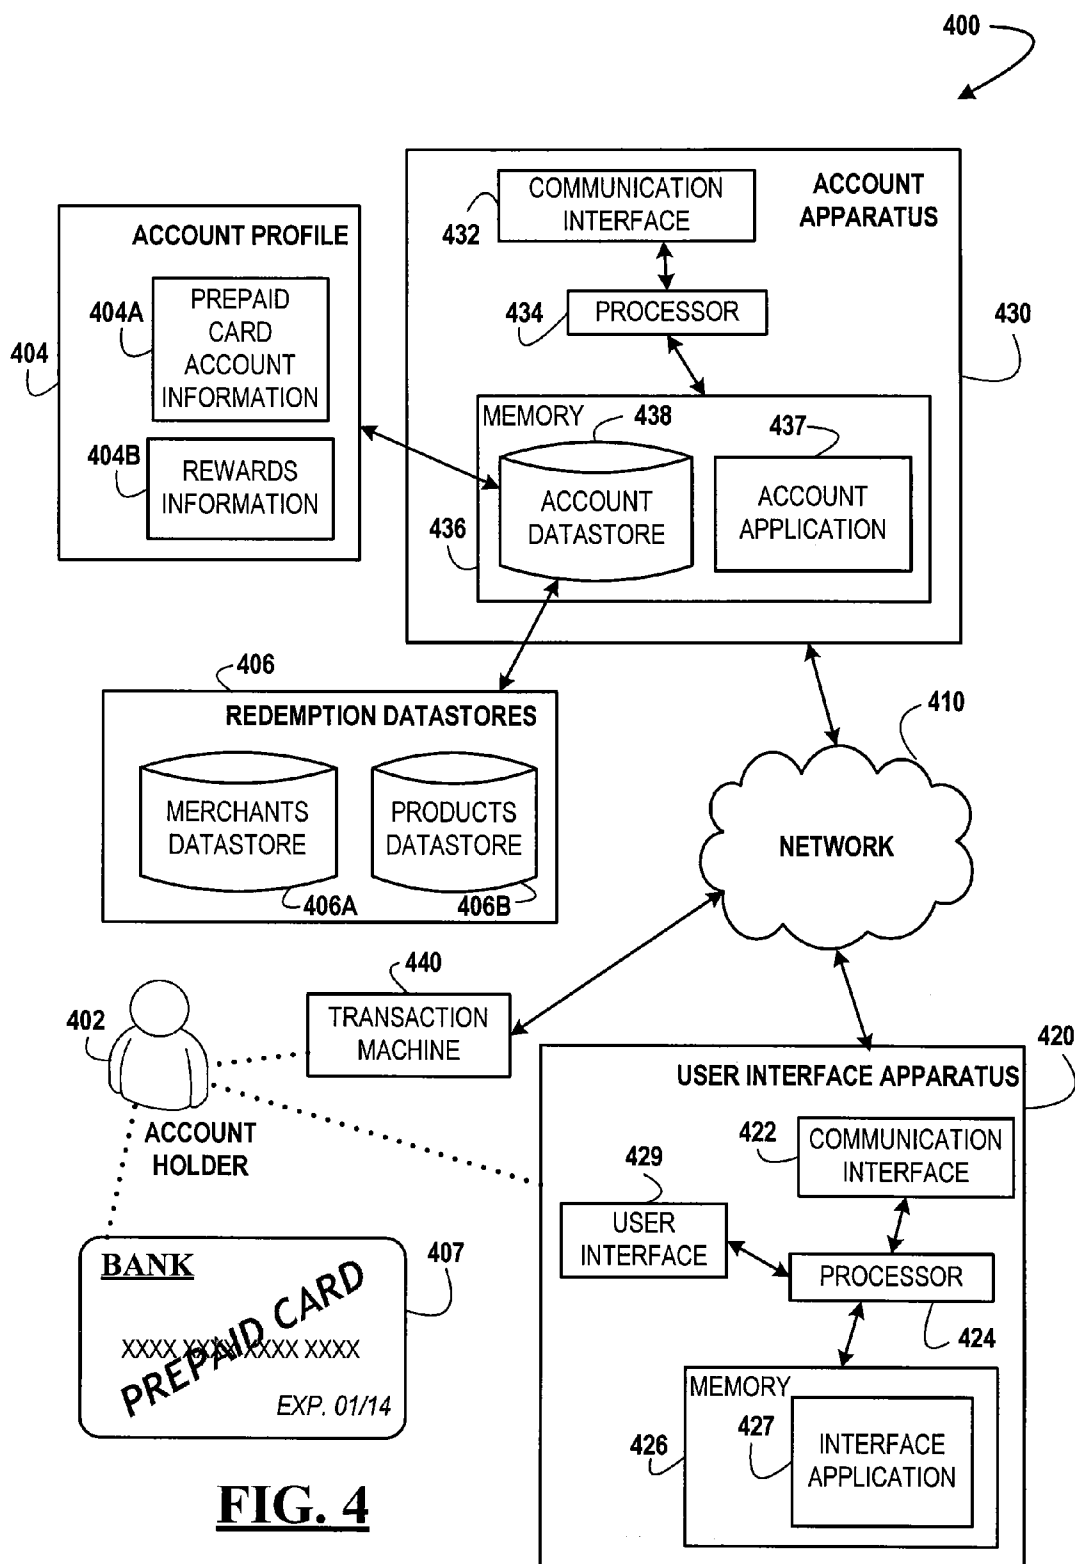 400
ACCOUNT
APPARATUS
COMMUNICATION
INTERFACE
432
434
PROCESSOR
430
MEMORY
438
437
ACCOUNT
DATASTORE
ACCOUNT
APPLICATION
436
ACCOUNT PROFILE
404A
PREPAID
CARD
ACCOUNT
INFORMATION
404
404B
REWARDS
INFORMATION
406
REDEMPTION DATASTORES
MERCHANTS
DATASTORE
PRODUCTS
DATASTORE
406A
406B
410
NETWORK
440
TRANSACTION
MACHINE
402
ACCOUNT
HOLDER
420
USER INTERFACE APPARATUS
422
COMMUNICATION
INTERFACE
429
USER
INTERFACE
PROCESSOR
424
MEMORY
426
427
INTERFACE
APPLICATION
407
BANK
PREPAID CARD
XXXX XXXX XXXX XXXX
EXP. 01/14
FIG. 4